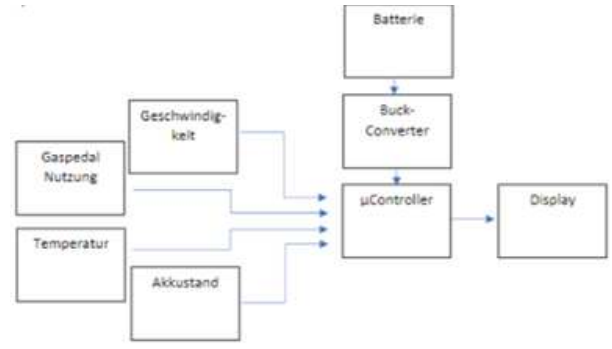 Batterie
Buck-
Converter
Geschwindig-
keit
Gaspedal
Nutzung
µController
Display
Temperatur
Akkustand